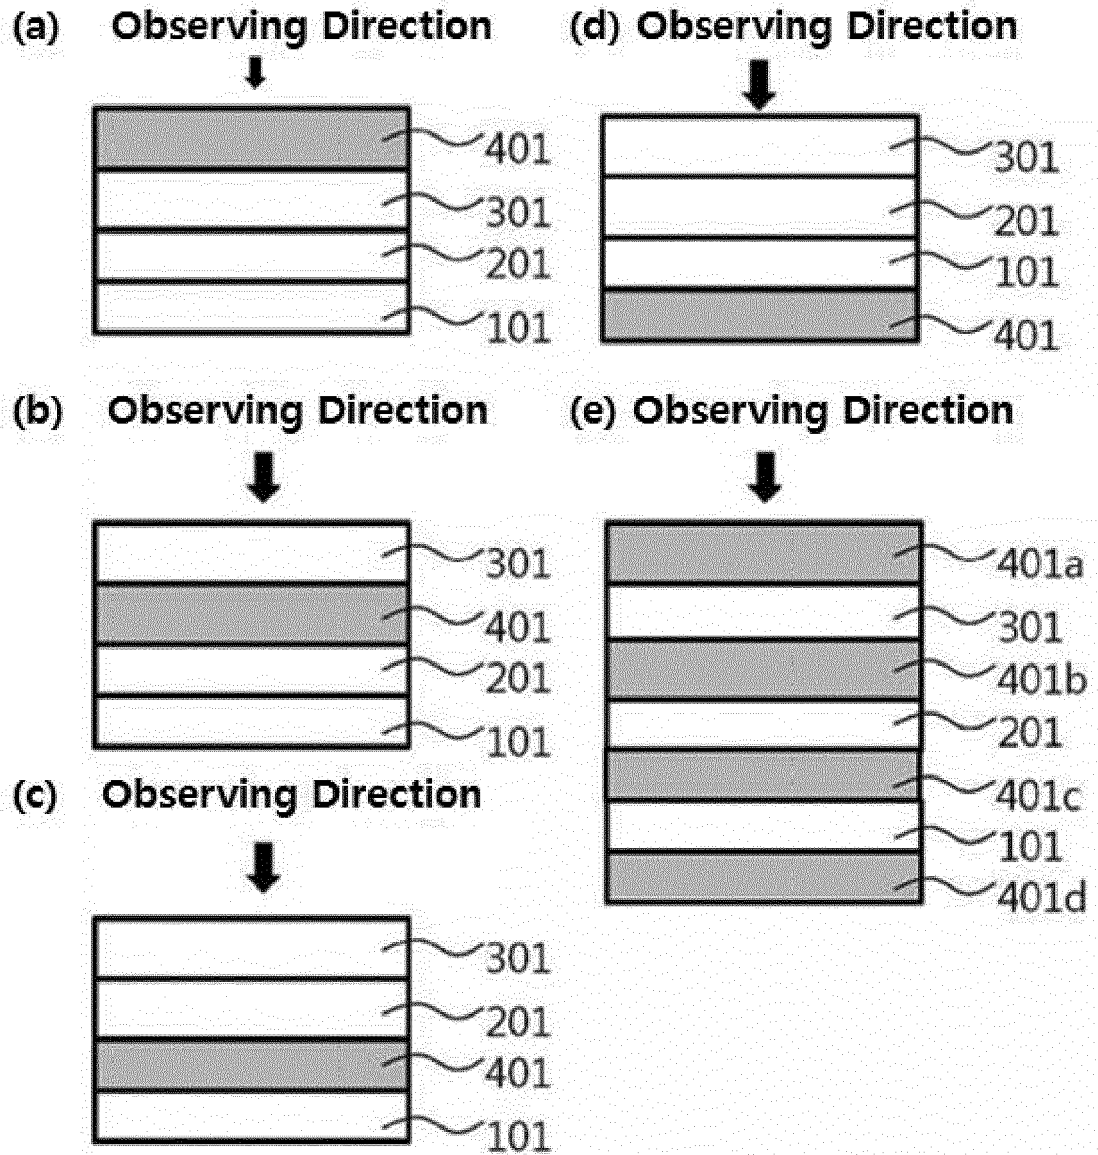 (a) Observing Direction
401
301
201
101
(b) Observing Direction
301
401
201
101
(c) Observing Direction
301
201
401
101
(d) Observing Direction
301
201
101
401
(e) Observing Direction
401a
301
401b
201
401c
101
401d